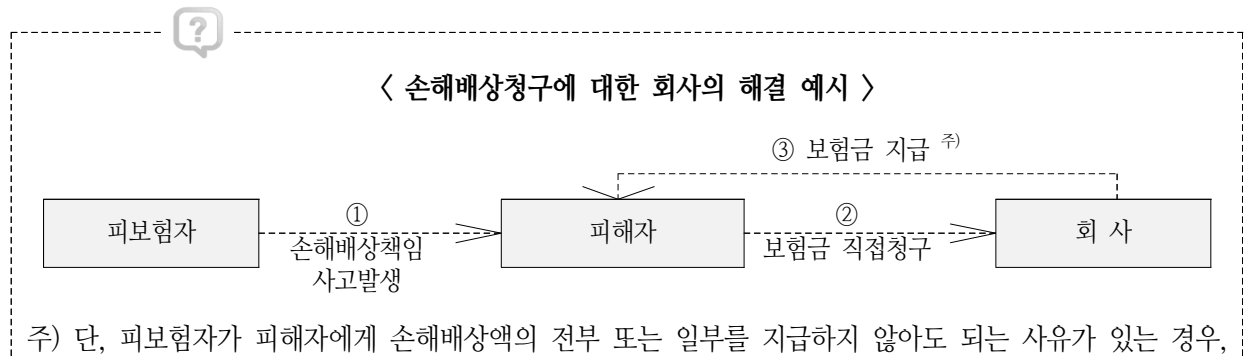 ?
〈 손해배상청구에 대한 회사의 해결 예시 〉
③ 보험금 지급 주)
피보험자
①
손해배상책임
사고발생
피해자
②
보험금 직접청구
회 사
주) 단, 피보험자가 피해자에게 손해배상액의 전부 또는 일부를 지급하지 않아도 되는 사유가 있는 경우,